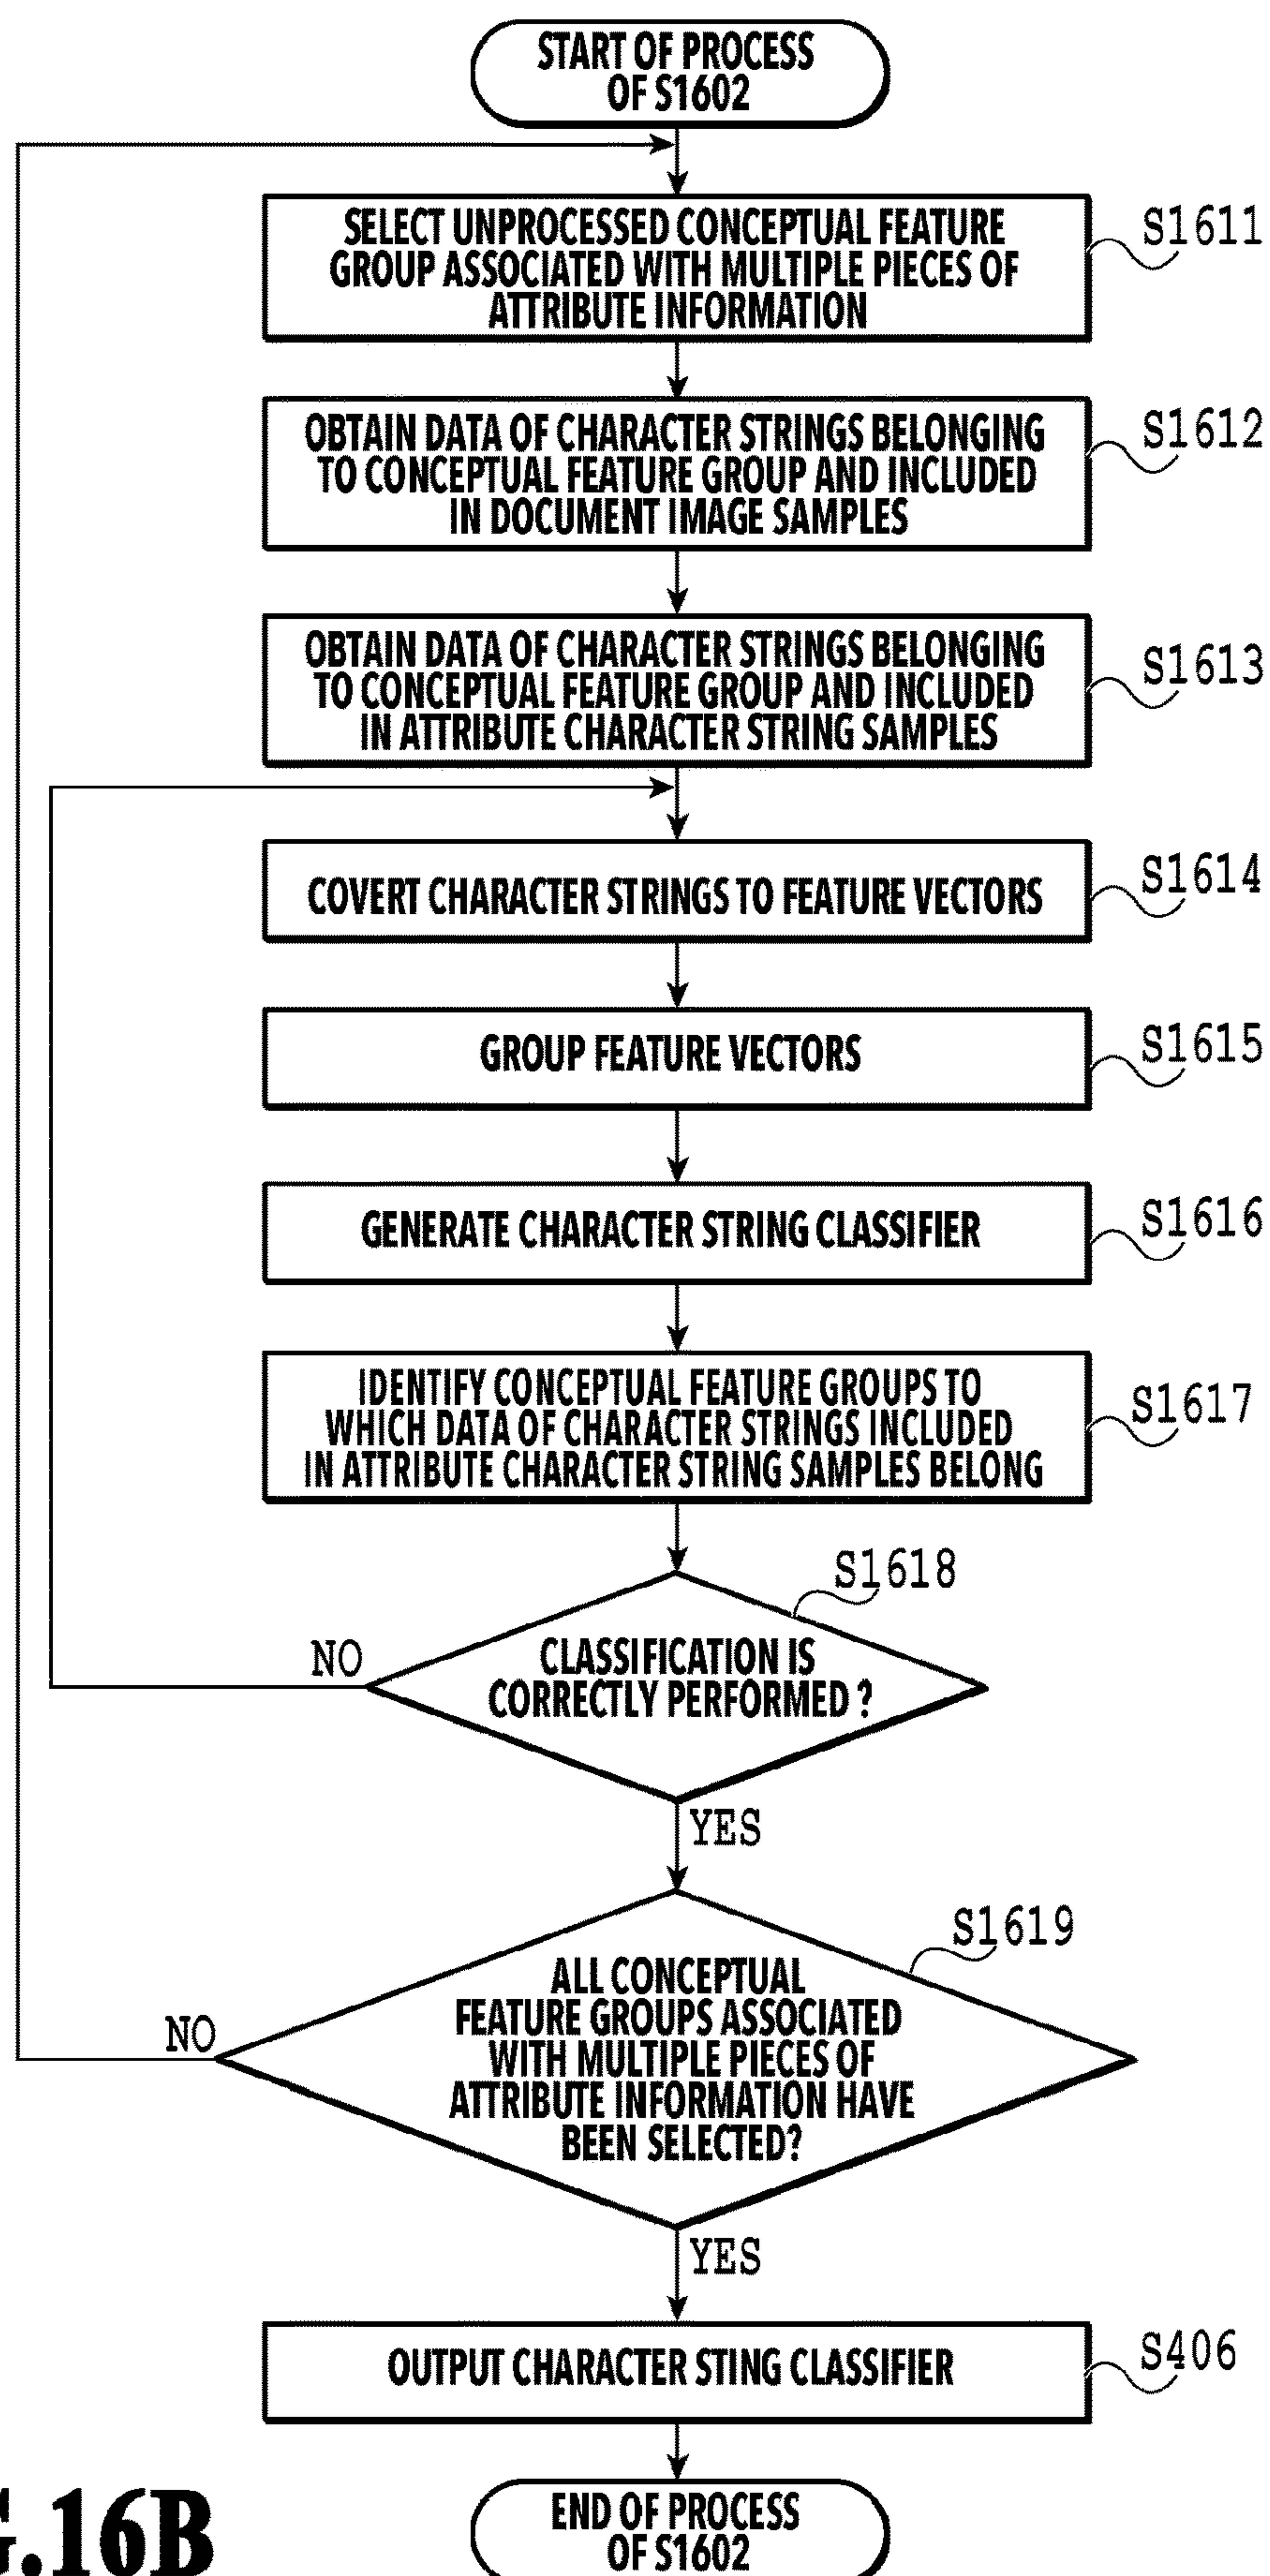 START OF PROCESS
OF S1602
SELECT UNPROCESSED CONCEPTUAL FEATURE
GROUP ASSOCIATED WITH MULTIPLE PIECES OF
ATTRIBUTE INFORMATION
S1611
OBTAIN DATA OF CHARACTER STRINGS BELONGING
TO CONCEPTUAL FEATURE GROUP AND INCLUDED
IN DOCUMENT IMAGE SAMPLES
S1612
OBTAIN DATA OF CHARACTER STRINGS BELONGING
TO CONCEPTUAL FEATURE GROUP AND INCLUDED
IN ATTRIBUTE CHARACTER STRING SAMPLES
S1613
COVERT CHARACTER STRINGS TO FEATURE VECTORS
S1614
GROUP FEATURE VECTORS
S1615
GENERATE CHARACTER STRING CLASSIFIER
S1616
IDENTIFY CONCEPTUAL FEATURE GROUPS TO
WHICH DATA OF CHARACTER STRINGS INCLUDED
IN ATTRIBUTE CHARACTER STRING SAMPLES BELONG
S1617
S1618
CLASSIFICATION IS
CORRECTLY PERFORMED ?
NO
YES
S1619
ALL CONCEPTUAL
FEATURE GROUPS ASSOCIATED
WITH MULTIPLE PIECES OF
ATTRIBUTE INFORMATION HAVE
BEEN SELECTED?
NO
YES
OUTPUT CHARACTER STING CLASSIFIER
S406
END OF PROCESS
OF S1602
G.16B